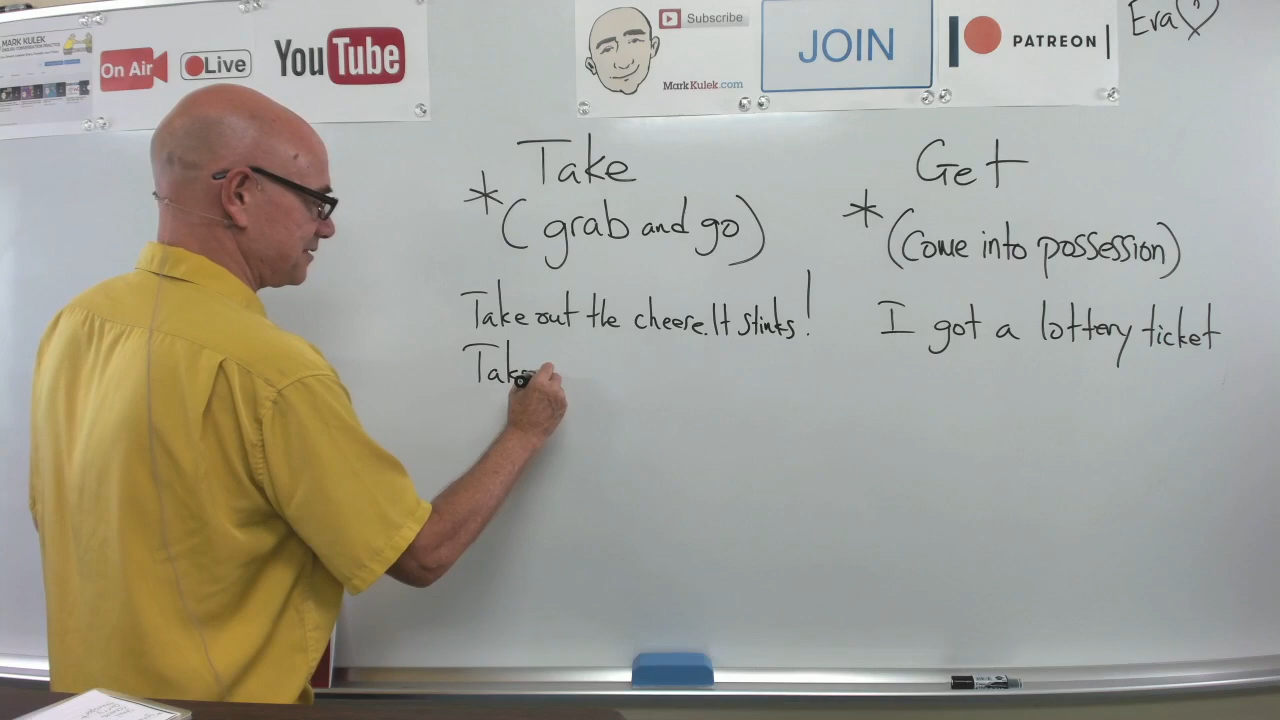 MARK KULEK
On Air
Live
YouTube
Subscribe
MarkKulek.com
JOIN
PATREON
Eva
Take
* (grab and go)
Take out the cheese. It stinks!
Take
Get
* (Come into possession)
I got a lottery ticket